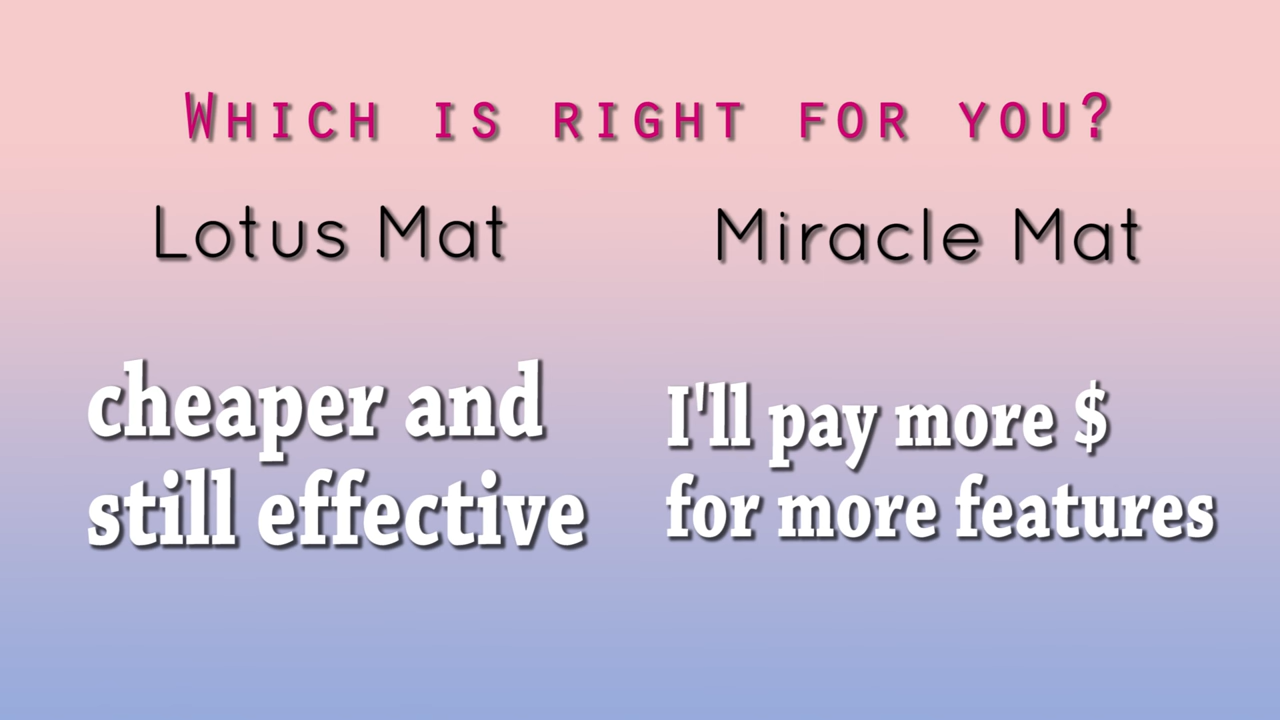 Which is right for you?
Lotus Mat
Miracle Mat
cheaper and
still effective
I'll pay more $
for more features